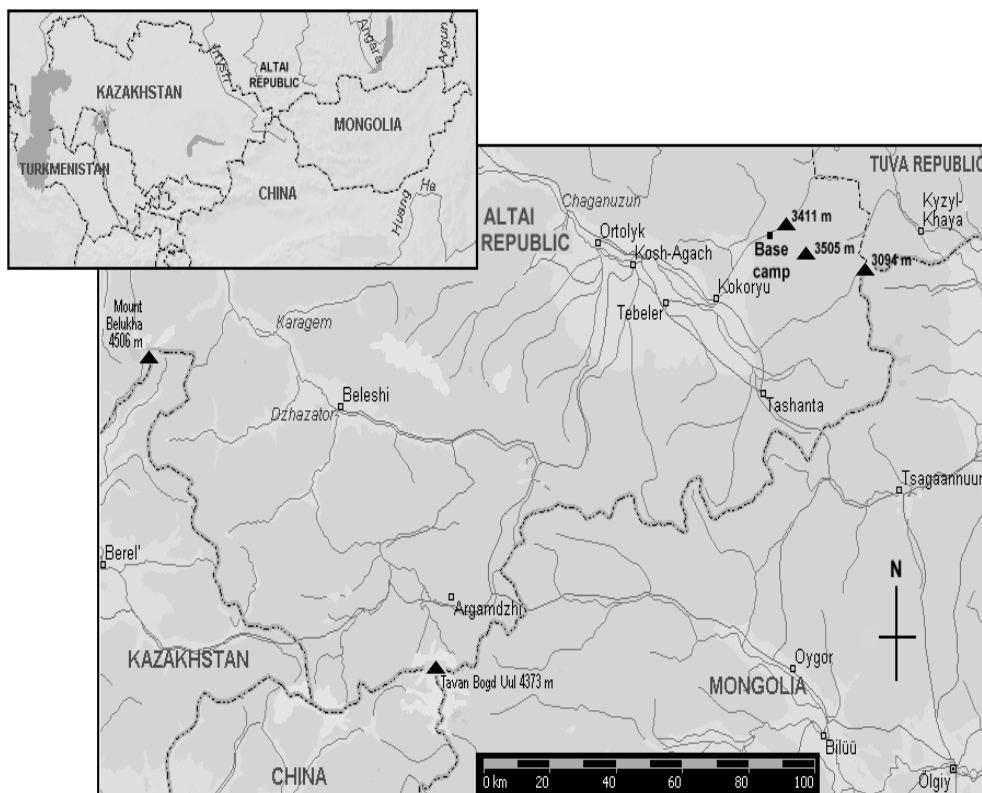 Irtysh
ALTAI
REPUBLIC
Angara
Argun
KAZAKHSTAN
MONGOLIA
TURKMENISTAN
CHINA
Huang
He
TUVA REPUBLIC
Chaganuzun
ALTAI
REPUBLIC
Ortolyk
Kosh-Agach
3411 m
Base
camp
3505 m
3094 m
Kyzyl-
Khaya
Tebeler
Kokoryu
Mount
Belukha
4506 m
Karagem
Beleshi
Dzhazator
Tashanta
Tsagaannuur
Berel'
N
Argamdzhi
KAZAKHSTAN
Tavan Bogd Uul 4373 m
Oygor
MONGOLIA
Bilüü
CHINA
0 km 20 40 60 80 100
Ölgiy